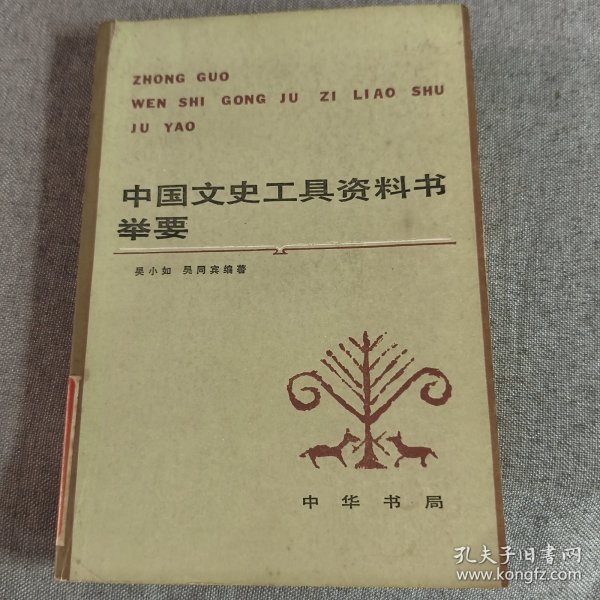 ZHONG GUO
WEN SHI GONG JU ZI LIAO SHU
JU YAO
中国文史工具资料书
举要
吴小如 吴同宾编著
中华书局
孔夫子旧书网
www.kongfz.com